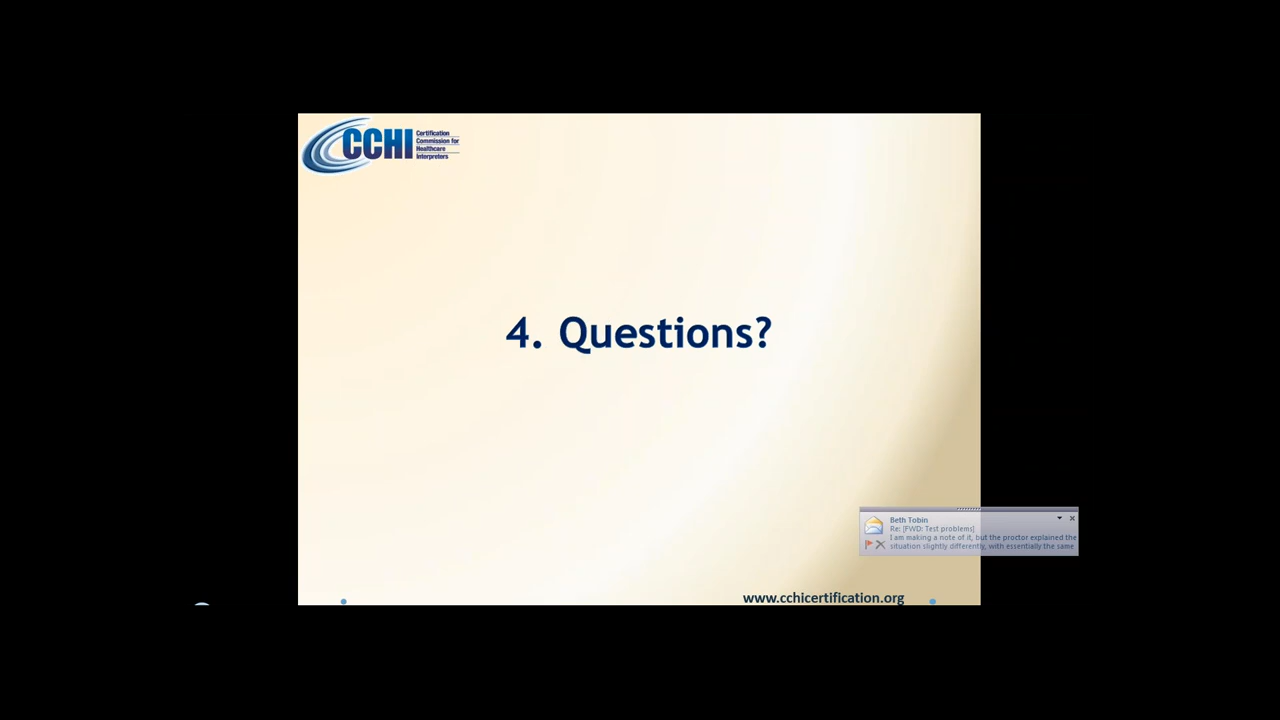 CCHI
Certification
Commission for
Healthcare
Interpreters
4. Questions?
Beth Tobin
Re: [FWD: Test problems]
I am making a note of it, but the proctor explained the
situation slightly differently, with essentially the same
www.cchicertification.org